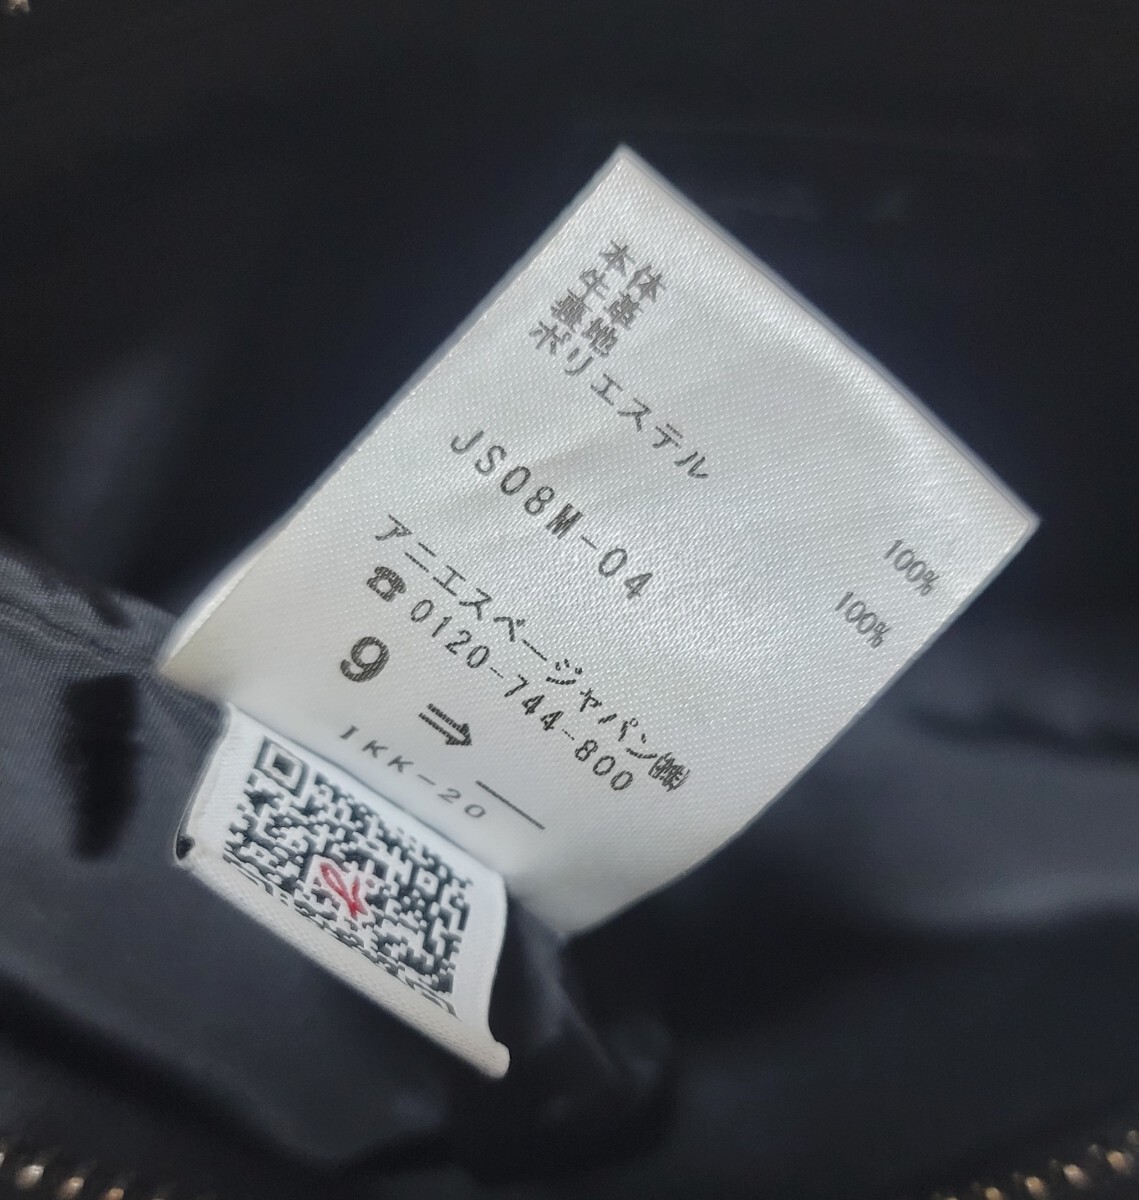 本体
牛革 100%
裏地
ポリエステル 100%
JS08M-04
アニエスベージャパン㈱
☎0120-744-800
9 ⇒
IKK-20
b